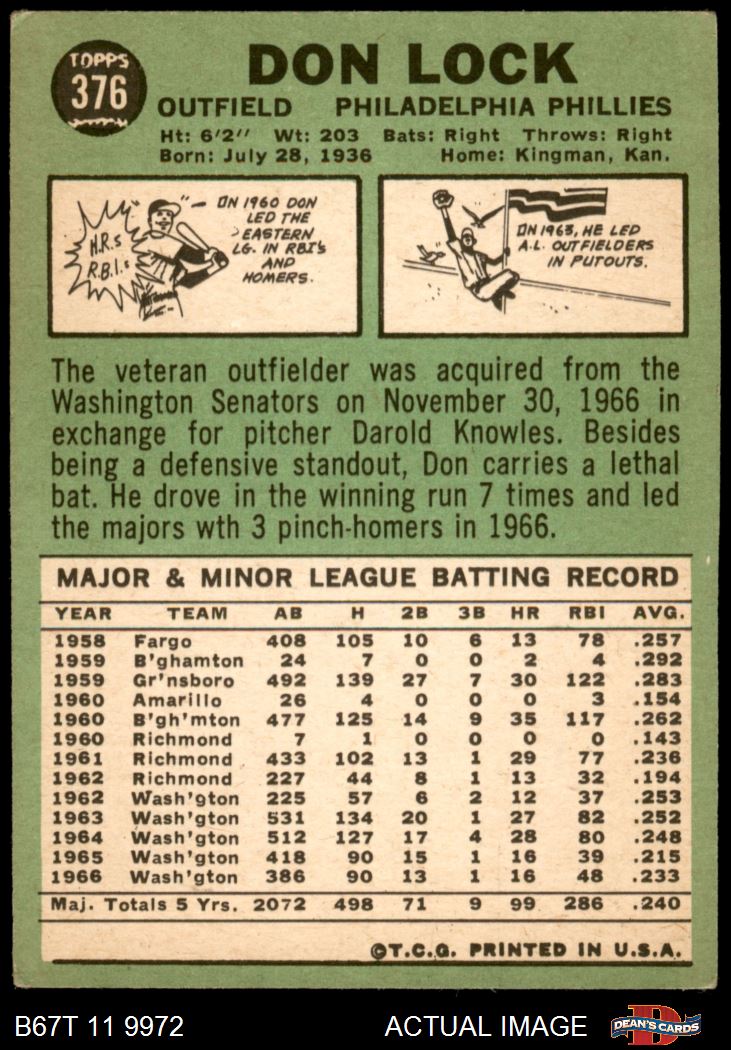 TOPPS
376
DON LOCK
OUTFIELD PHILADELPHIA PHILLIES
Ht: 6'2" Wt: 203 Bats: Right Throws: Right
Born: July 28, 1936 Home: Kingman, Kan.
H.R.s
R.B.I.s
IN 1960 DON
LED THE
EASTERN
LG. IN RBI'S
AND
HOMERS.
IN 1963, HE LED
A.L. OUTFIELDERS
IN PUTOUTS.
The veteran outfielder was acquired from the
Washington Senators on November 30, 1966 in
exchange for pitcher Darold Knowles. Besides
being a defensive standout, Don carries a lethal
bat. He drove in the winning run 7 times and led
the majors wth 3 pinch-homers in 1966.
MAJOR & MINOR LEAGUE BATTING RECORD
YEAR TEAM AB H 2B 3B HR RBI AVG.
1958 Fargo 408 105 10 6 13 78 .257
1959 B'ghamton 24 7 0 0 2 4 .292
1959 Gr'nsboro 492 139 27 7 30 122 .283
1960 Amarillo 26 4 0 0 0 3 .154
1960 B'gh'mton 477 125 14 9 35 117 .262
1960 Richmond 7 1 0 0 0 0 .143
1961 Richmond 433 102 13 1 29 77 .236
1962 Richmond 227 44 8 1 13 32 .194
1962 Wash'gton 225 57 6 2 12 37 .253
1963 Wash'gton 531 134 20 1 27 82 .252
1964 Wash'gton 512 127 17 4 28 80 .248
1965 Wash'gton 418 90 15 1 16 39 .215
1966 Wash'gton 386 90 13 1 16 48 .233
Maj. Totals 5 Yrs. 2072 498 71 9 99 286 .240
©T.C.G. PRINTED IN U.S.A.
B67T 11 9972 ACTUAL IMAGE
DEAN'S CARDS